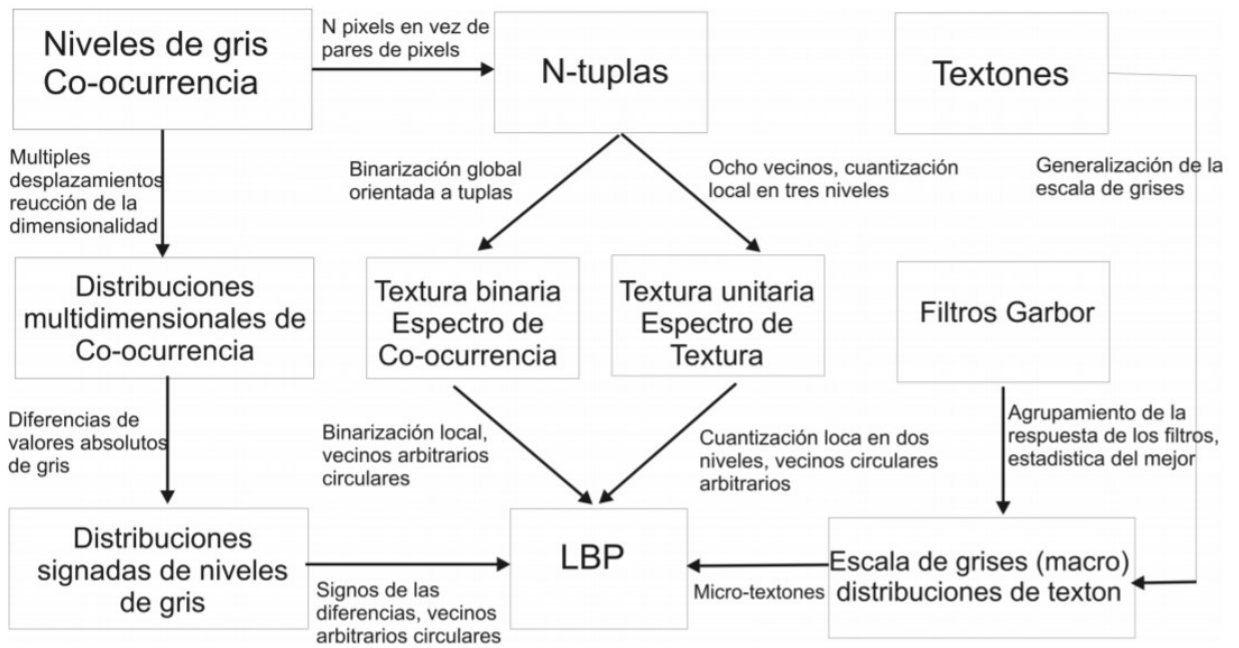 Niveles de gris
Co-ocurrencia
N pixels en vez de
pares de pixels
N-tuplas
Textones
Multiples
desplazamientos
reucción de la
dimensionalidad
Binarización global
orientada a tuplas
Ocho vecinos, cuantización
local en tres niveles
Generalización de la
escala de grises
Distribuciones
multidimensionales de
Co-ocurrencia
Textura binaria
Espectro de
Co-ocurrencia
Textura unitaria
Espectro de
Textura
Filtros Garbor
Diferencias de
valores absolutos
de gris
Binarización local,
vecinos arbitrarios
circulares
Cuantización loca en dos
niveles, vecinos circulares
arbitrarios
Agrupamiento de la
respuesta de los filtros,
estadistica del mejor
Distribuciones
signadas de niveles
de gris
Signos de las
diferencias, vecinos
arbitrarios circulares
LBP
Micro-textones
Escala de grises (macro)
distribuciones de texton